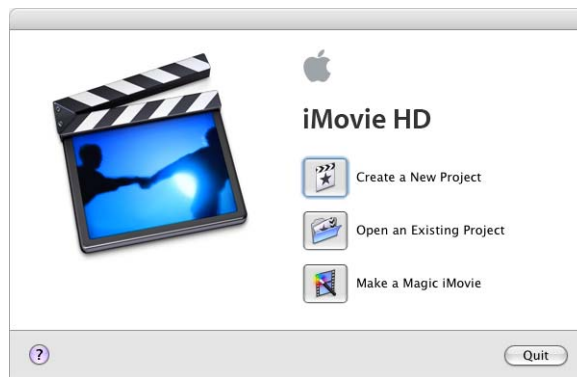 iMovie HD
Create a New Project
Open an Existing Project
Make a Magic iMovie
?
Quit